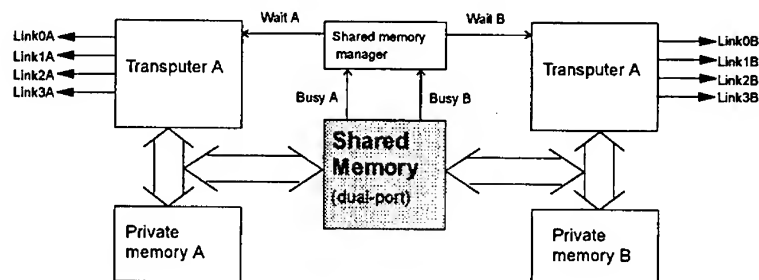 Wait A
Wait B
Link0A
Link1A
Link2A
Link3A
Transputer A
Shared memory
manager
Transputer A
Link0B
Link1B
Link2B
Link3B
Busy A
Busy B
Shared
Memory
(dual-port)
Private
memory A
Private
memory B